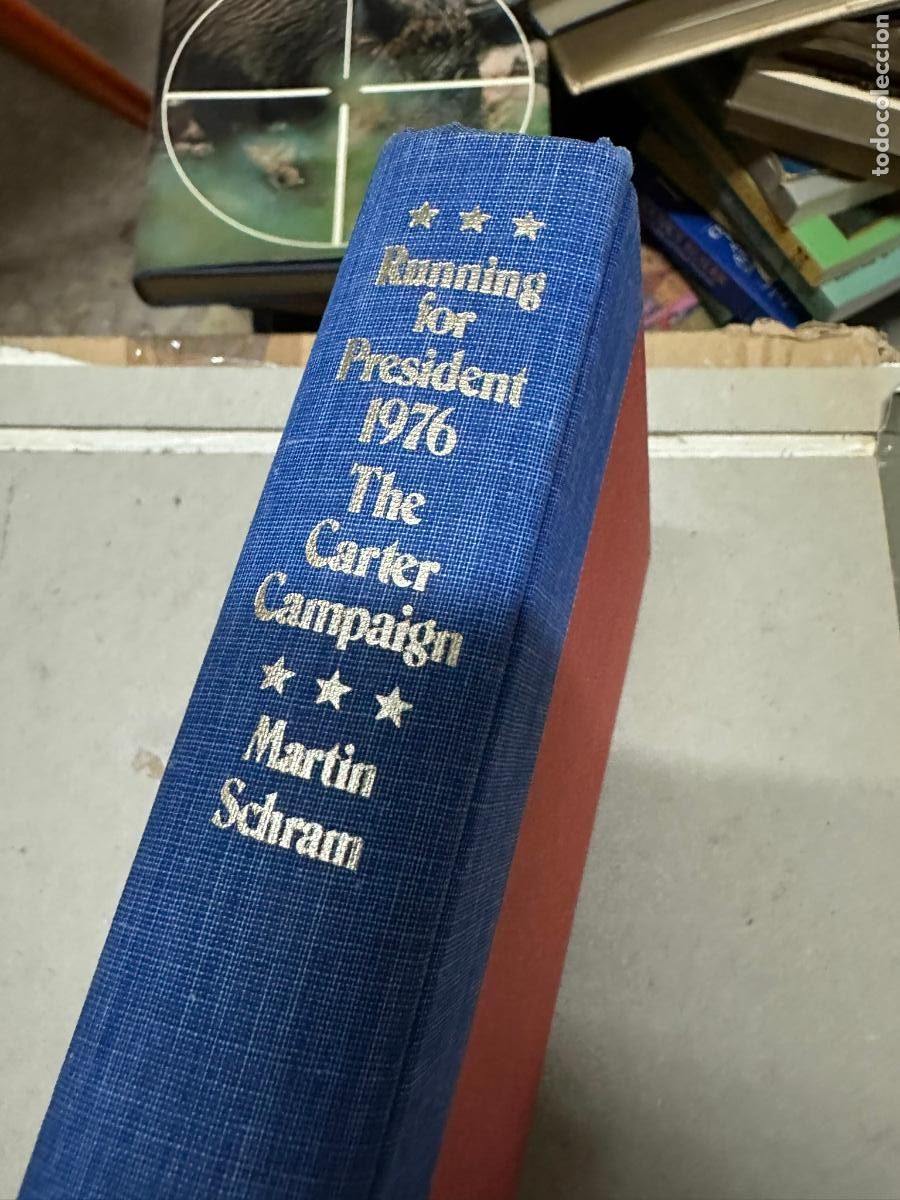 ★ ★ ★
Running
for
President
1976
The
Carter
Campaign
★ ★ ★
Martin
Schram
todocoleccion